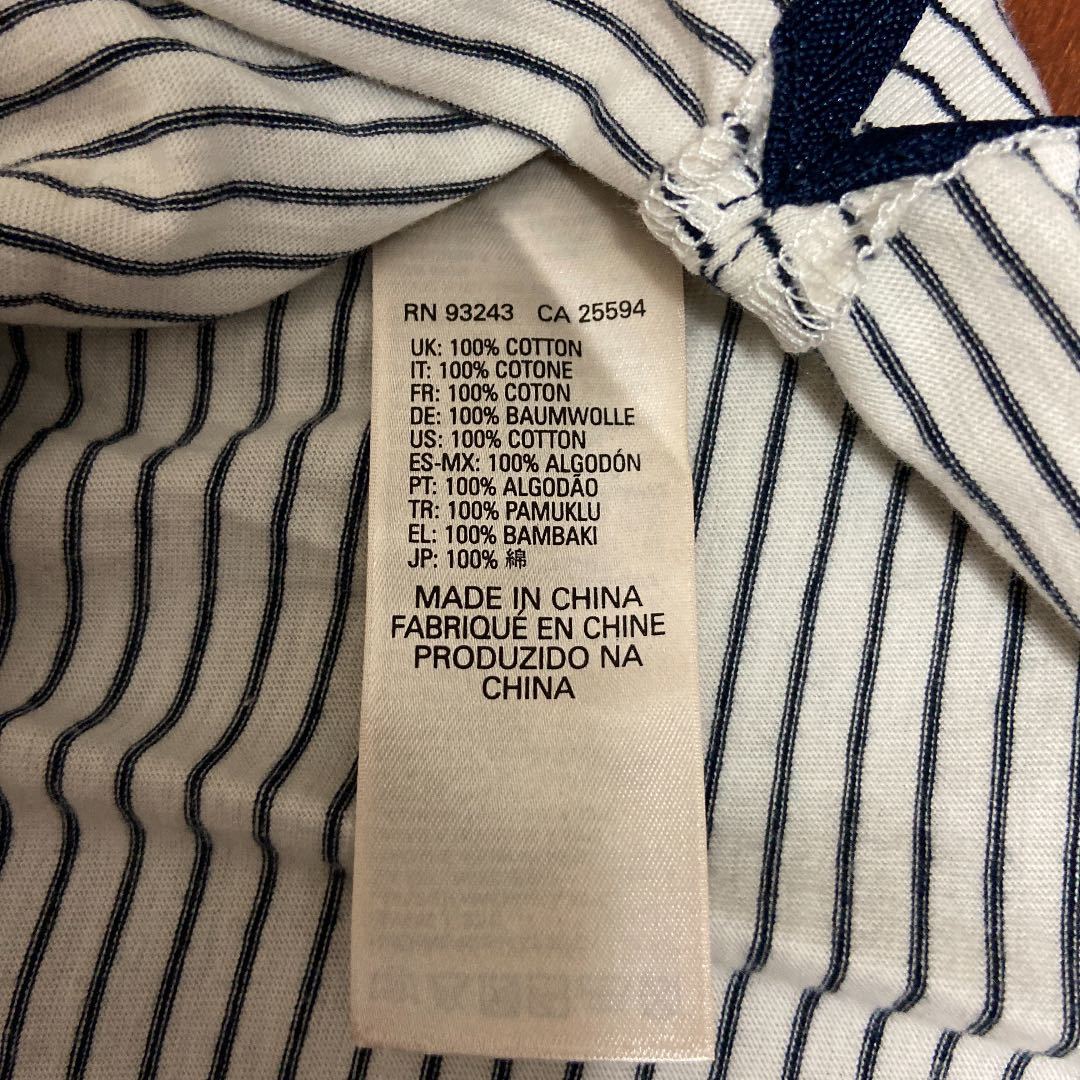 RN 93243 CA 25594
UK: 100% COTTON
IT: 100% COTONE
FR: 100% COTON
DE: 100% BAUMWOLLE
US: 100% COTTON
ES-MX: 100% ALGODÓN
PT: 100% ALGODÃO
TR: 100% PAMUKLU
EL: 100% BAMBAKI
JP: 100% 綿
MADE IN CHINA
FABRIQUÉ EN CHINE
PRODUZIDO NA
CHINA